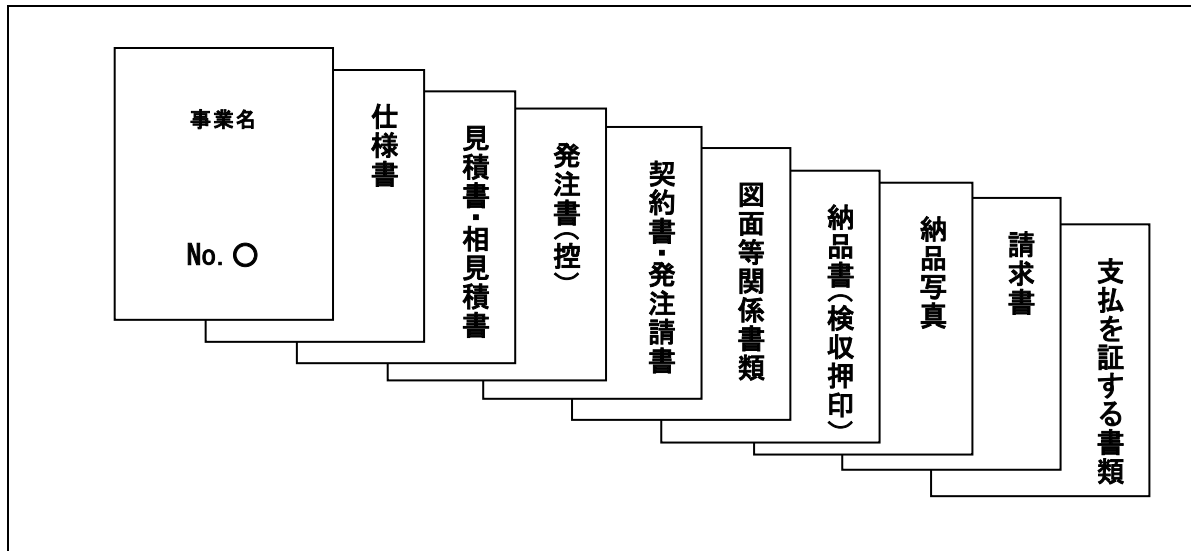 事業名
No. ○
仕様書
見積書・相見積書
発注書(控)
契約書・発注請書
図面等関係書類
納品書(検収押印)
納品写真
請求書
支払を証する書類